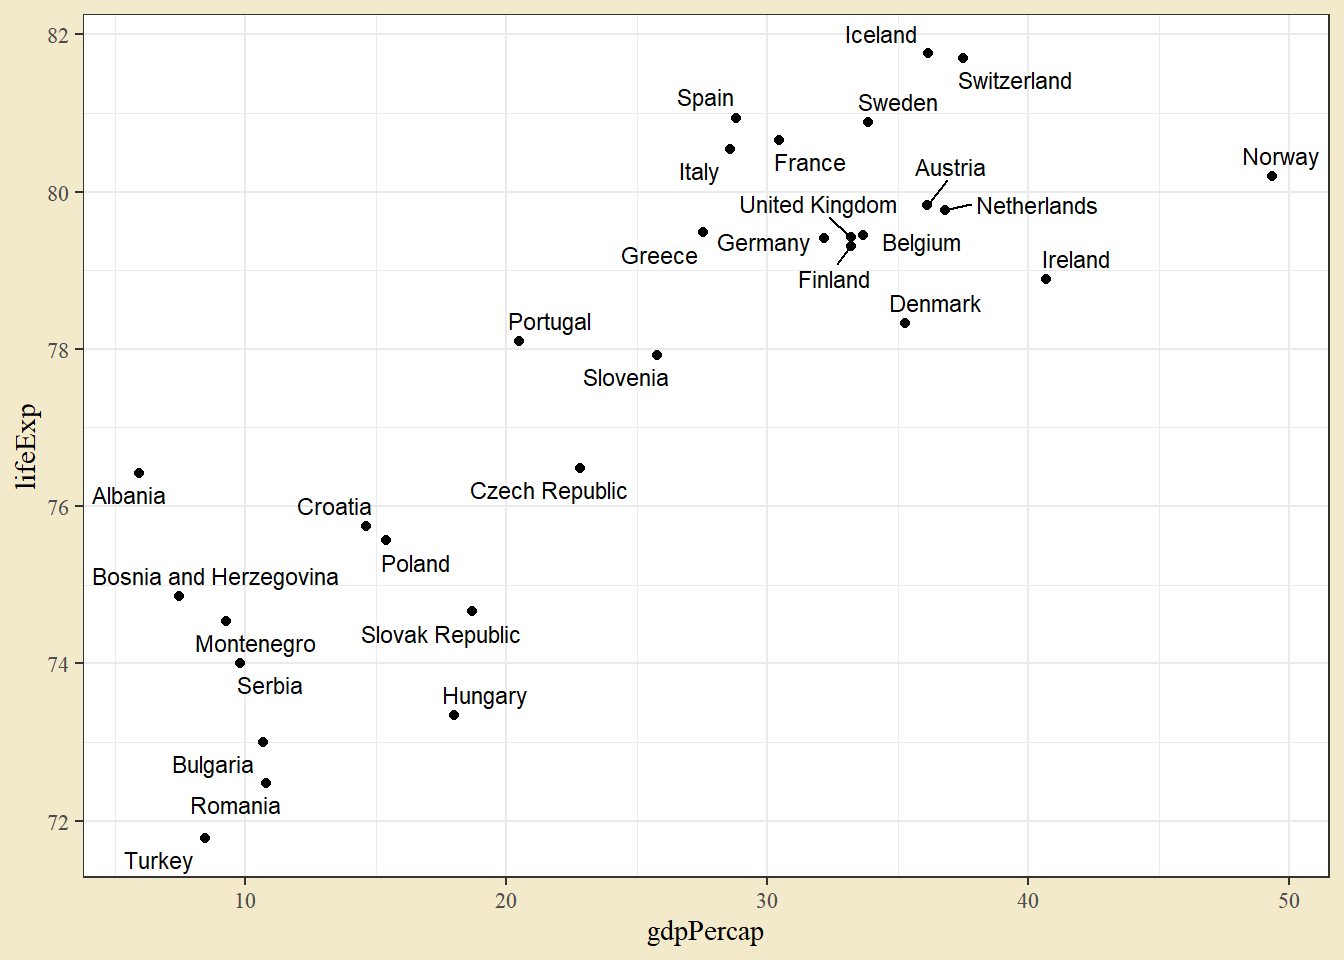 82
Iceland
Switzerland
Spain
Sweden
Norway
France
Italy
Austria
80
United Kingdom
Netherlands
Germany
Belgium
Greece
Ireland
Finland
Denmark
Portugal
78
Slovenia
lifeExp
Czech Republic
Albania
Croatia
76
Poland
Bosnia and Herzegovina
Slovak Republic
Montenegro
74
Serbia
Hungary
Bulgaria
Romania
72
Turkey
10
20
30
40
50
gdpPercap